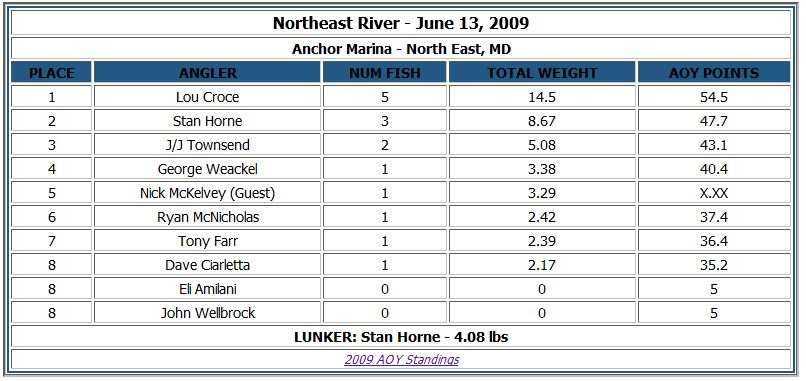 Northeast River - June 13, 2009
Anchor Marina - North East, MD
PLACE ANGLER NUM FISH TOTAL WEIGHT AOY POINTS
1 Lou Croce 5 14.5 54.5
2 Stan Horne 3 8.67 47.7
3 J/J Townsend 2 5.08 43.1
4 George Weackel 1 3.38 40.4
5 Nick McKelvey (Guest) 1 3.29 X.XX
6 Ryan McNicholas 1 2.42 37.4
7 Tony Farr 1 2.39 36.4
8 Dave Ciarletta 1 2.17 35.2
8 Eli Amilani 0 0 5
8 John Wellbrock 0 0 5
LUNKER: Stan Horne - 4.08 lbs
2009 AOY Standings